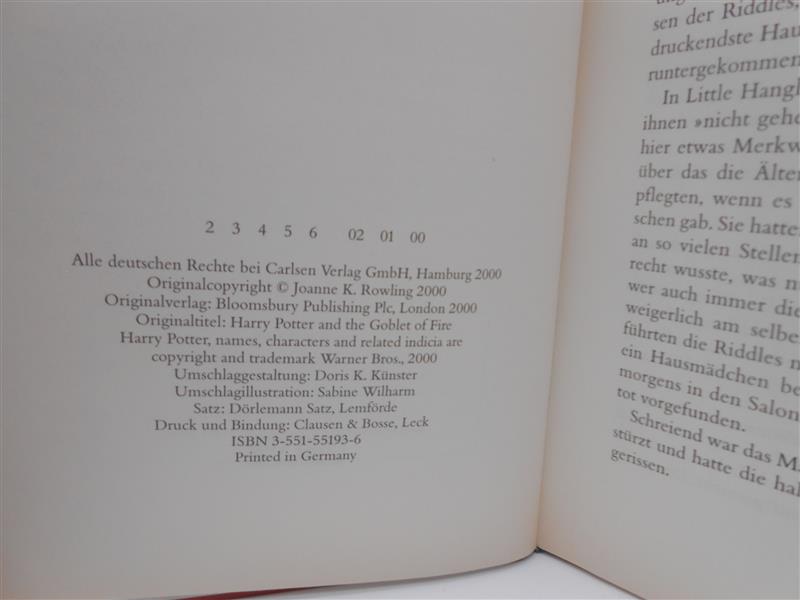 2 3 4 5 6 02 01 00
Alle deutschen Rechte bei Carlsen Verlag GmbH, Hamburg 2000
Originalcopyright © Joanne K. Rowling 2000
Originalverlag: Bloomsbury Publishing Plc, London 2000
Originaltitel: Harry Potter and the Goblet of Fire
Harry Potter, names, characters and related indicia are
copyright and trademark Warner Bros., 2000
Umschlaggestaltung: Doris K. Künster
Umschlagillustration: Sabine Wilharm
Satz: Dörlemann Satz, Lemförde
Druck und Bindung: Clausen & Bosse, Leck
ISBN 3-551-55193-6
Printed in Germany
sen der Riddles,
druckendste Hau
runtergekommen
In Little Hangl
ihnen »nicht gehe
hier etwas Merkw
über das die Älter
pflegten, wenn es
schen gab. Sie hatte
an so vielen Stellen
recht wusste, was
wer auch immer die
weigerlich am selbe
führten die Riddles
ein Hausmädchen be
morgens in den Salon
tot vorgefunden.
Schreiend war das M
stürzt und hatte die hal
gerissen.